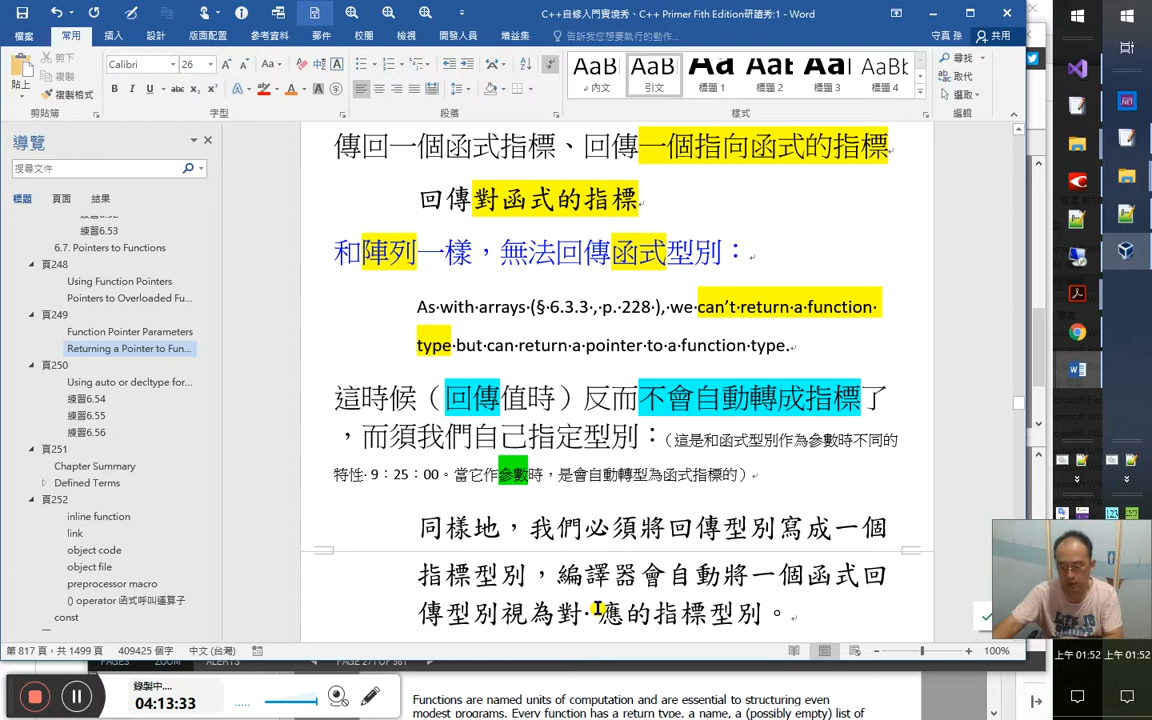 C++自修入門實境秀、C++ Primer Fith Edition研讀秀:1 - Word
檔案 常用 插入 設計 版面配置 參考資料 郵件 校閱 檢視 開發人員 增益集 告訴我您想要執行的動作... 守真 孫 共用
貼上 剪下 複製 複製格式 剪貼簿
Calibri 26 字型 段落
AaB 內文 AaB 引文 AaB 標題 1 AaBb 標題 2 AaB 標題 3 AaBbC 標題 4 樣式
尋找 取代 選取 編輯
導覽
搜尋文件
標題 頁面 結果
練習6.53
6.7. Pointers to Functions
頁248
Using Function Pointers
Pointers to Overloaded Fu...
頁249
Function Pointer Parameters
Returning a Pointer to Fun...
頁250
Using auto or decltype for...
練習6.54
練習6.55
練習6.56
頁251
Chapter Summary
Defined Terms
頁252
inline function
link
object code
object file
preprocessor macro
() operator 函式呼叫運算子
const
傳回一個函式指標、回傳一個指向函式的指標
回傳對函式的指標
和陣列一樣，無法回傳函式型別：
As with arrays (§ 6.3.3 , p. 228 ), we can't return a function
type but can return a pointer to a function type.
這時候（回傳值時）反而不會自動轉成指標了
，而須我們自己指定型別：（這是和函式型別作為參數時不同的
特性 9：25：00。當它作參數時，是會自動轉型為函式指標的）
同樣地，我們必須將回傳型別寫成一個
指標型別，編譯器會自動將一個函式回
傳型別視為對 應的指標型別。
第 817 頁，共 1499 頁 409425 個字 中文 (台灣) 100%
上午 01:52 上午 01:52
PAGES ZOOM ALERTS PAGE 277 OF 981
錄製中....
04:13:33
Functions are named units of computation and are essential to structuring even
modest programs. Every function has a return type, a name, a (possibly empty) list of